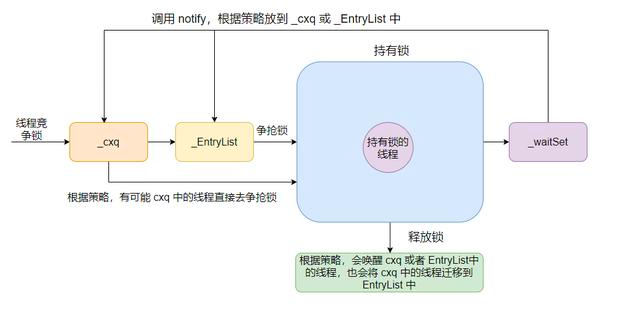 调用 notify，根据策略放到 _cxq 或 _EntryList 中
持有锁
线程竞
争锁
_cxq
_EntryList
争抢锁
持有锁的
线程
_waitSet
根据策略，有可能 cxq 中的线程直接去争抢锁
释放锁
根据策略，会唤醒 cxq 或者 EntryList中
的线程，也会将 cxq 中的线程迁移到
EntryList 中